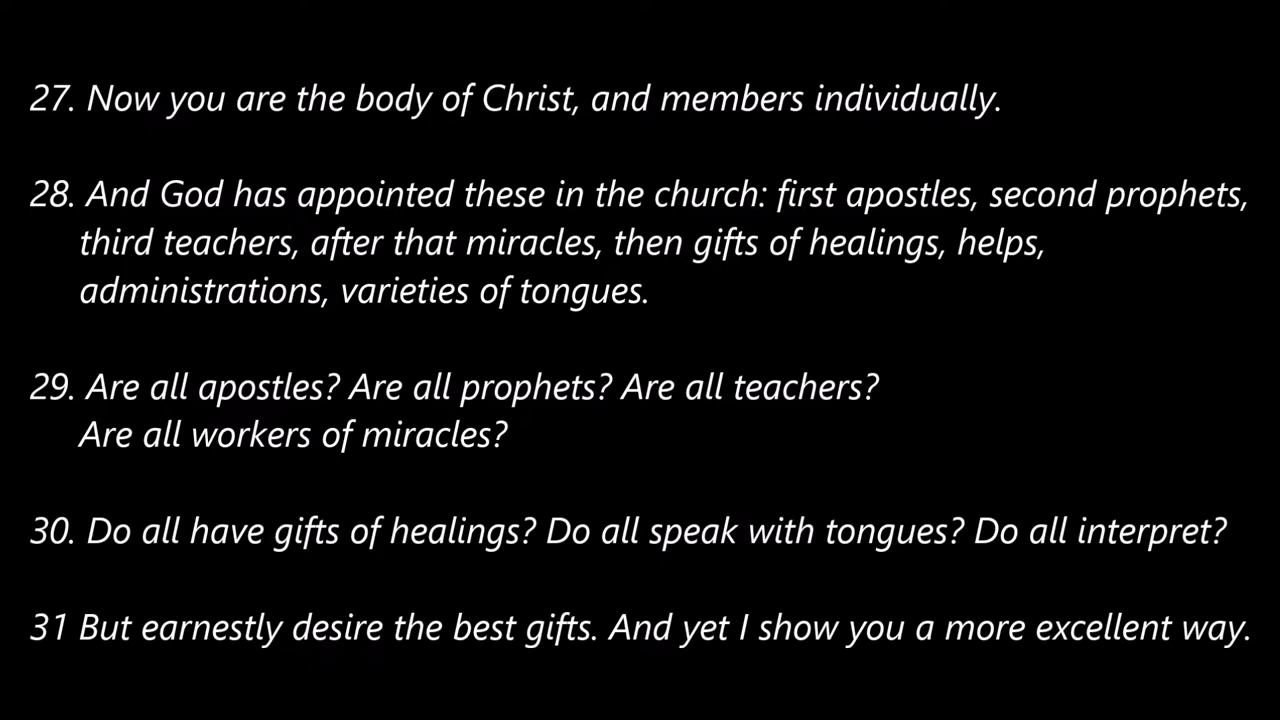 27. Now you are the body of Christ, and members individually.
28. And God has appointed these in the church: first apostles, second prophets,
third teachers, after that miracles, then gifts of healings, helps,
administrations, varieties of tongues.
29. Are all apostles? Are all prophets? Are all teachers?
Are all workers of miracles?
30. Do all have gifts of healings? Do all speak with tongues? Do all interpret?
31 But earnestly desire the best gifts. And yet I show you a more excellent way.